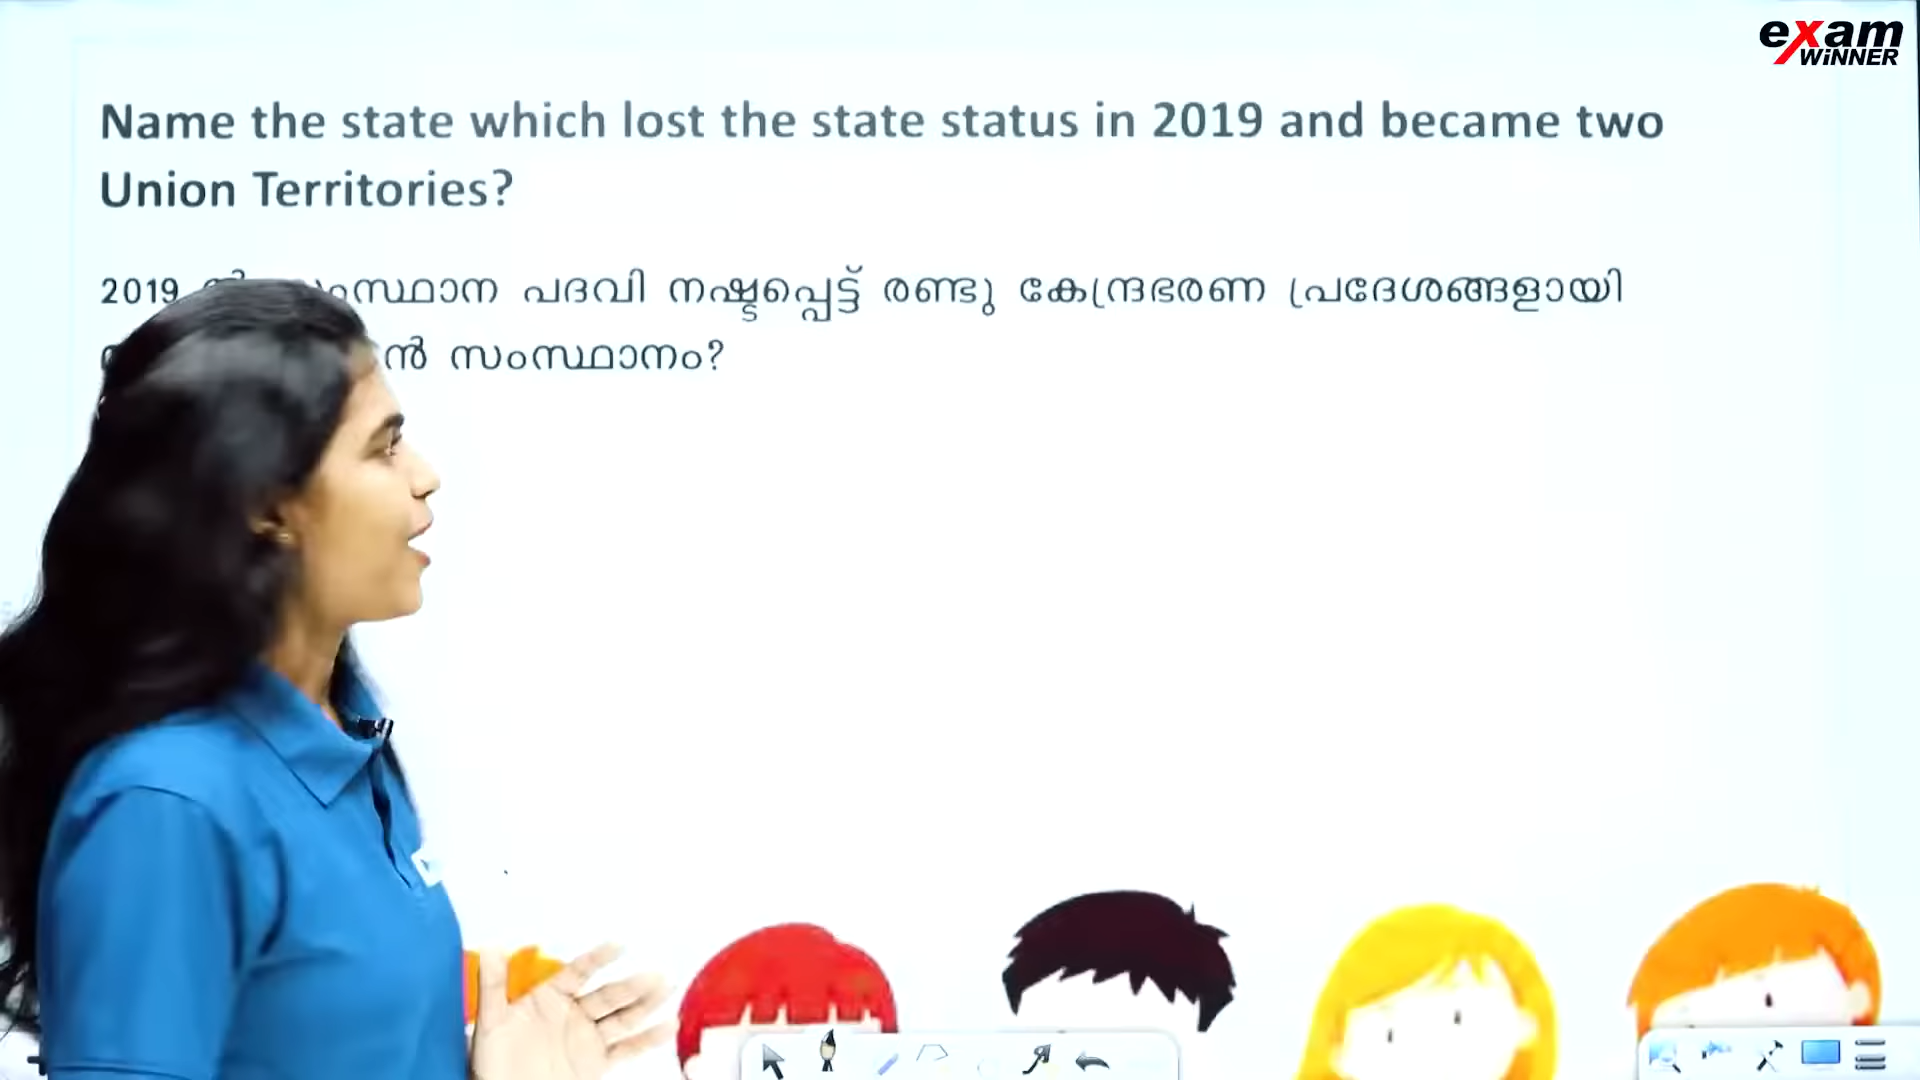 exam
WiNNER
Name the state which lost the state status in 2019 and became two
Union Territories?
2019 സംസ്ഥാന പദവി നഷ്ടപ്പെട്ട് രണ്ടു കേന്ദ്രഭരണ പ്രദേശങ്ങളായി
സംസ്ഥാനം?